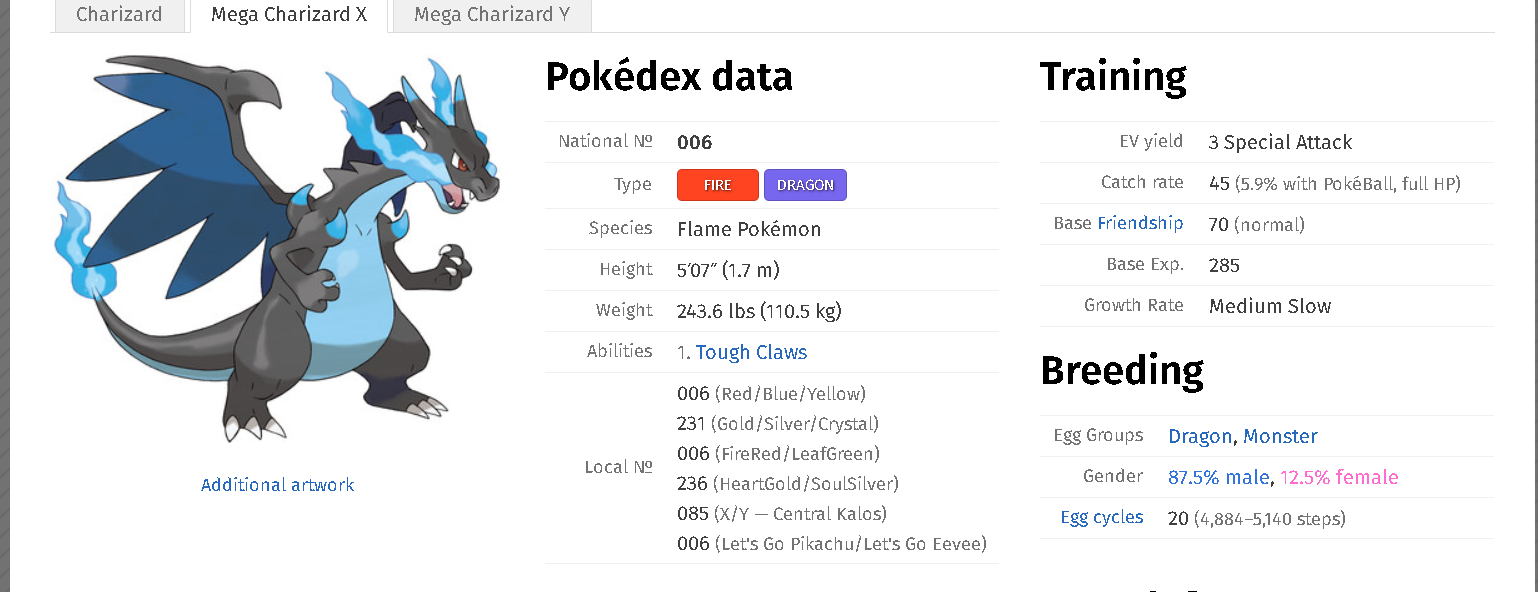 Charizard
Mega Charizard X
Mega Charizard Y
Additional artwork
Pokédex data
National № 006
Type FIRE DRAGON
Species Flame Pokémon
Height 5′07″ (1.7 m)
Weight 243.6 lbs (110.5 kg)
Abilities 1. Tough Claws
Local № 006 (Red/Blue/Yellow)
231 (Gold/Silver/Crystal)
006 (FireRed/LeafGreen)
236 (HeartGold/SoulSilver)
085 (X/Y — Central Kalos)
006 (Let's Go Pikachu/Let's Go Eevee)
Training
EV yield 3 Special Attack
Catch rate 45 (5.9% with PokéBall, full HP)
Base Friendship 70 (normal)
Base Exp. 285
Growth Rate Medium Slow
Breeding
Egg Groups Dragon, Monster
Gender 87.5% male, 12.5% female
Egg cycles 20 (4,884–5,140 steps)